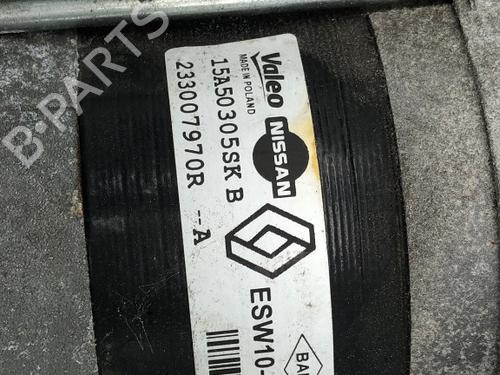 Valeo
MADE IN POLAND
15A50305SK B
233007970R --A
NISSAN
ESW10-
B-PARTS